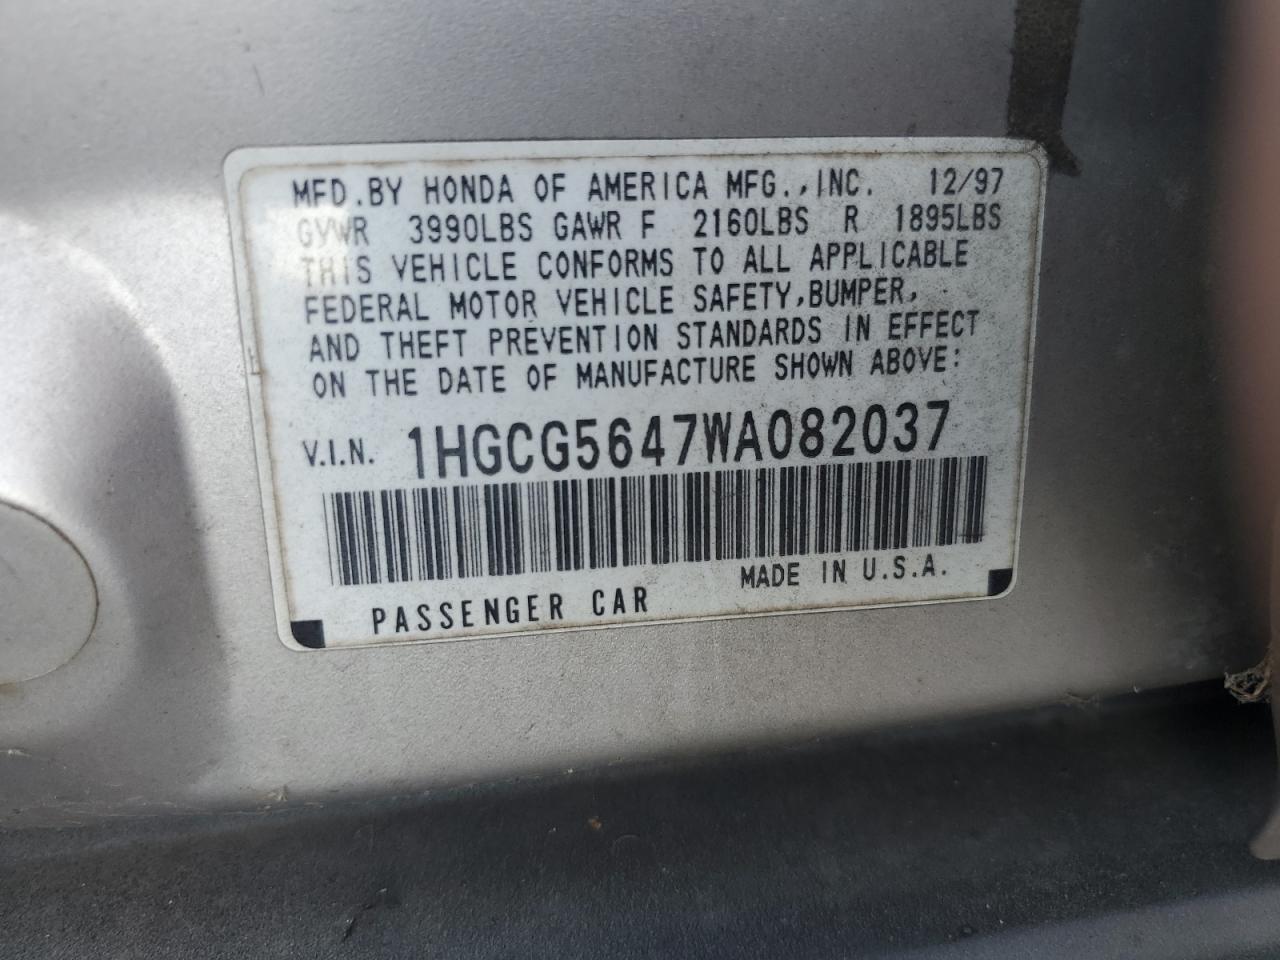 MFD.BY HONDA OF AMERICA MFG.,INC. 12/97
GVWR 3990LBS GAWR F 2160LBS R 1895LBS
THIS VEHICLE CONFORMS TO ALL APPLICABLE
FEDERAL MOTOR VEHICLE SAFETY,BUMPER,
AND THEFT PREVENTION STANDARDS IN EFFECT
ON THE DATE OF MANUFACTURE SHOWN ABOVE:
V.I.N. 1HGCG5647WA082037
MADE IN U.S.A.
PASSENGER CAR